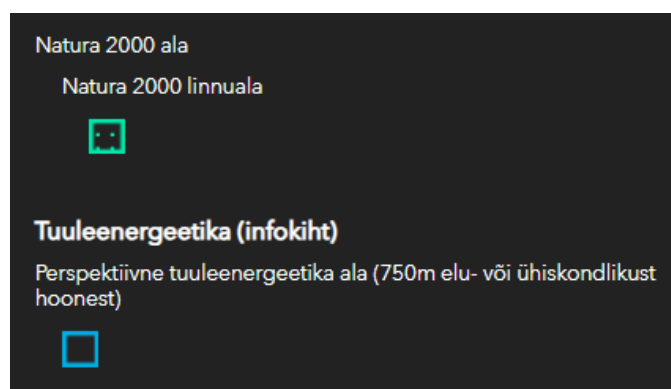 Natura 2000 ala
Natura 2000 linnuala
Tuuleenergeetika (infokiht)
Perspektiivne tuuleenergeetika ala (750m elu- või ühiskondlikust
hoonest)